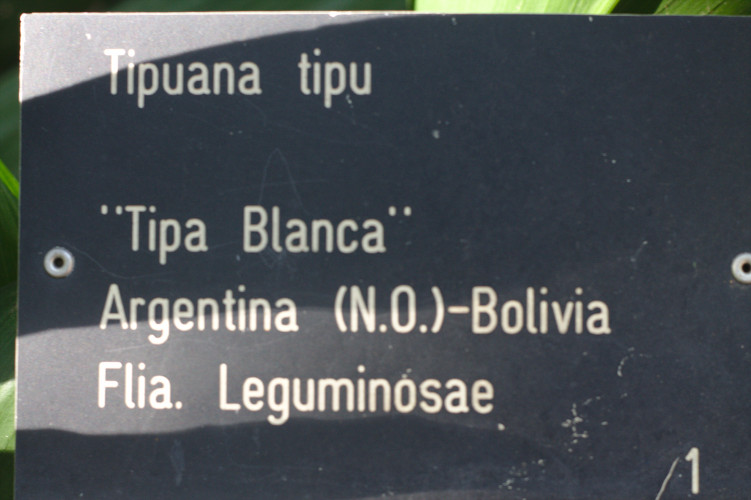 Tipuana tipu
¨Tipa Blanca¨
Argentina (N.O.)-Bolivia
Flia. Leguminosae
/1